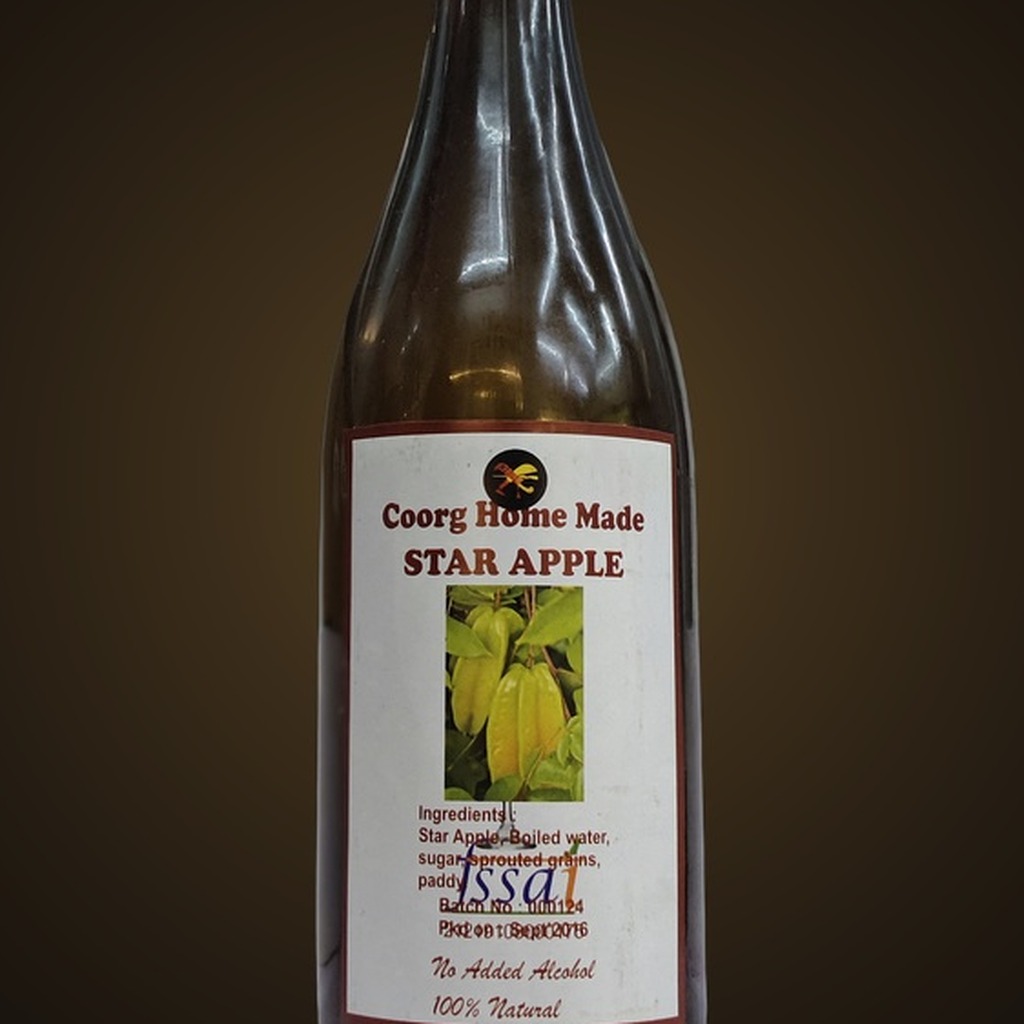 Coorg Home Made
STAR APPLE
Ingredients :
Star Apple, Boiled water,
sugar, sprouted grains,
paddy
fssai
Batch No : 000124
Pkd on : Sept'2016
No Added Alcohol
100% Natural